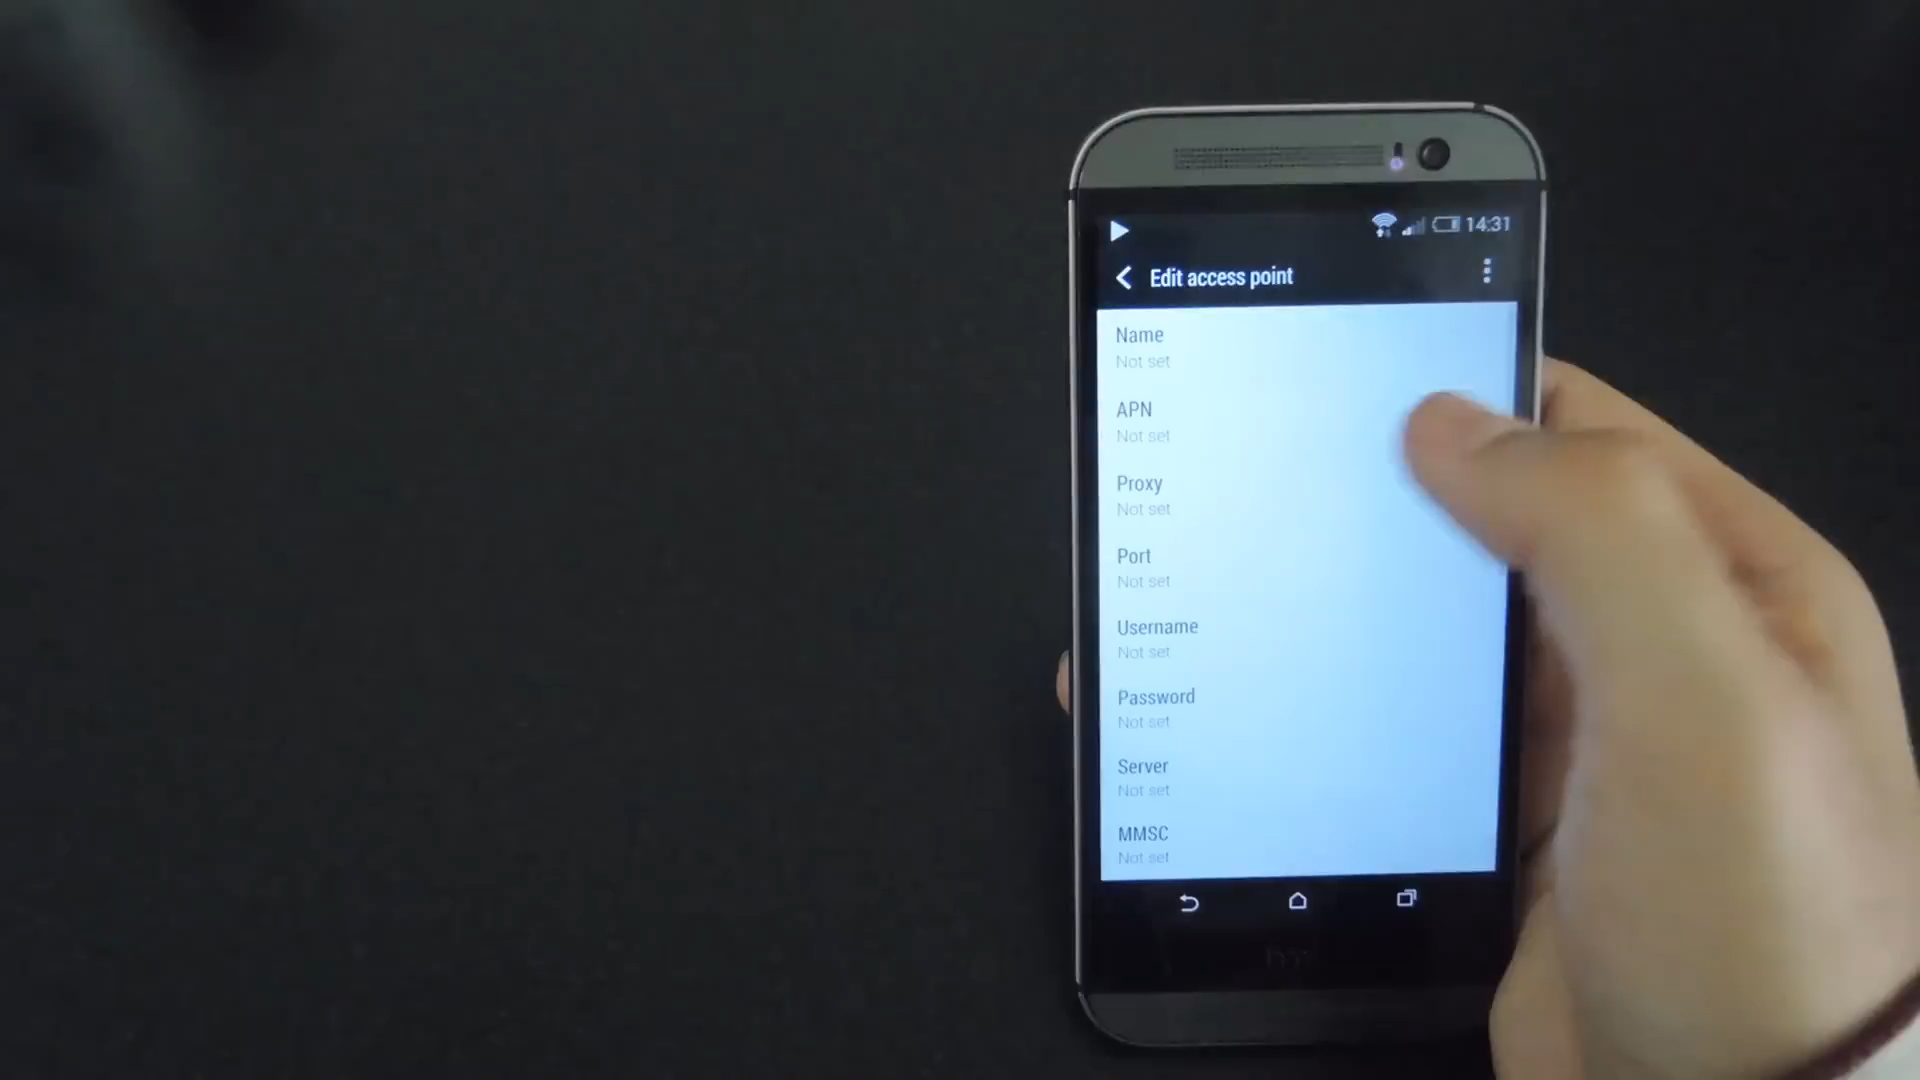 14:31
Edit access point
Name
Not set
APN
Not set
Proxy
Not set
Port
Not set
Username
Not set
Password
Not set
Server
Not set
MMSC
Not set
hTC